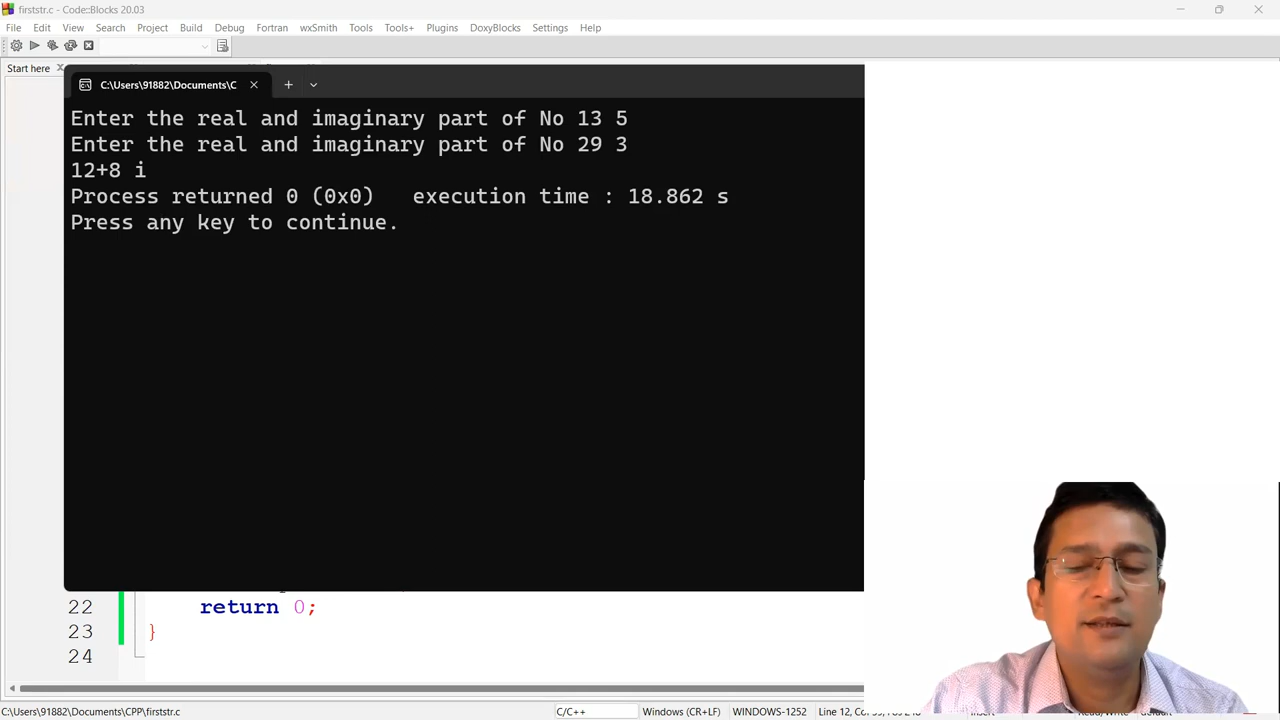 firststr.c - Code::Blocks 20.03
File Edit View Search Project Build Debug Fortran wxSmith Tools Tools+ Plugins DoxyBlocks Settings Help
Start here
C:\Users\91882\Documents\C
Enter the real and imaginary part of No 13 5
Enter the real and imaginary part of No 29 3
12+8 i
Process returned 0 (0x0)   execution time : 18.862 s
Press any key to continue.
22 return 0;
23 }
24
C:\Users\91882\Documents\CPP\firststr.c C/C++ Windows (CR+LF) WINDOWS-1252 default